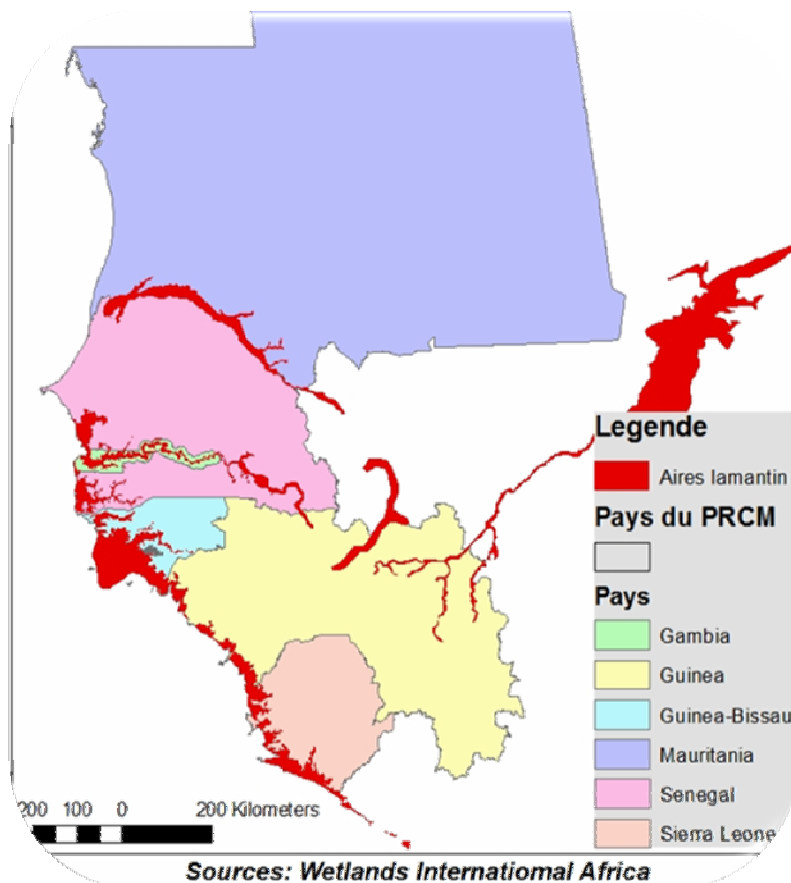 Legende
Aires lamantin
Pays du PRCM
Pays
Gambia
Guinea
Guinea-Bissau
Mauritania
Senegal
Sierra Leone
200 100 0 200 Kilometers
Sources: Wetlands Internatiomal Africa